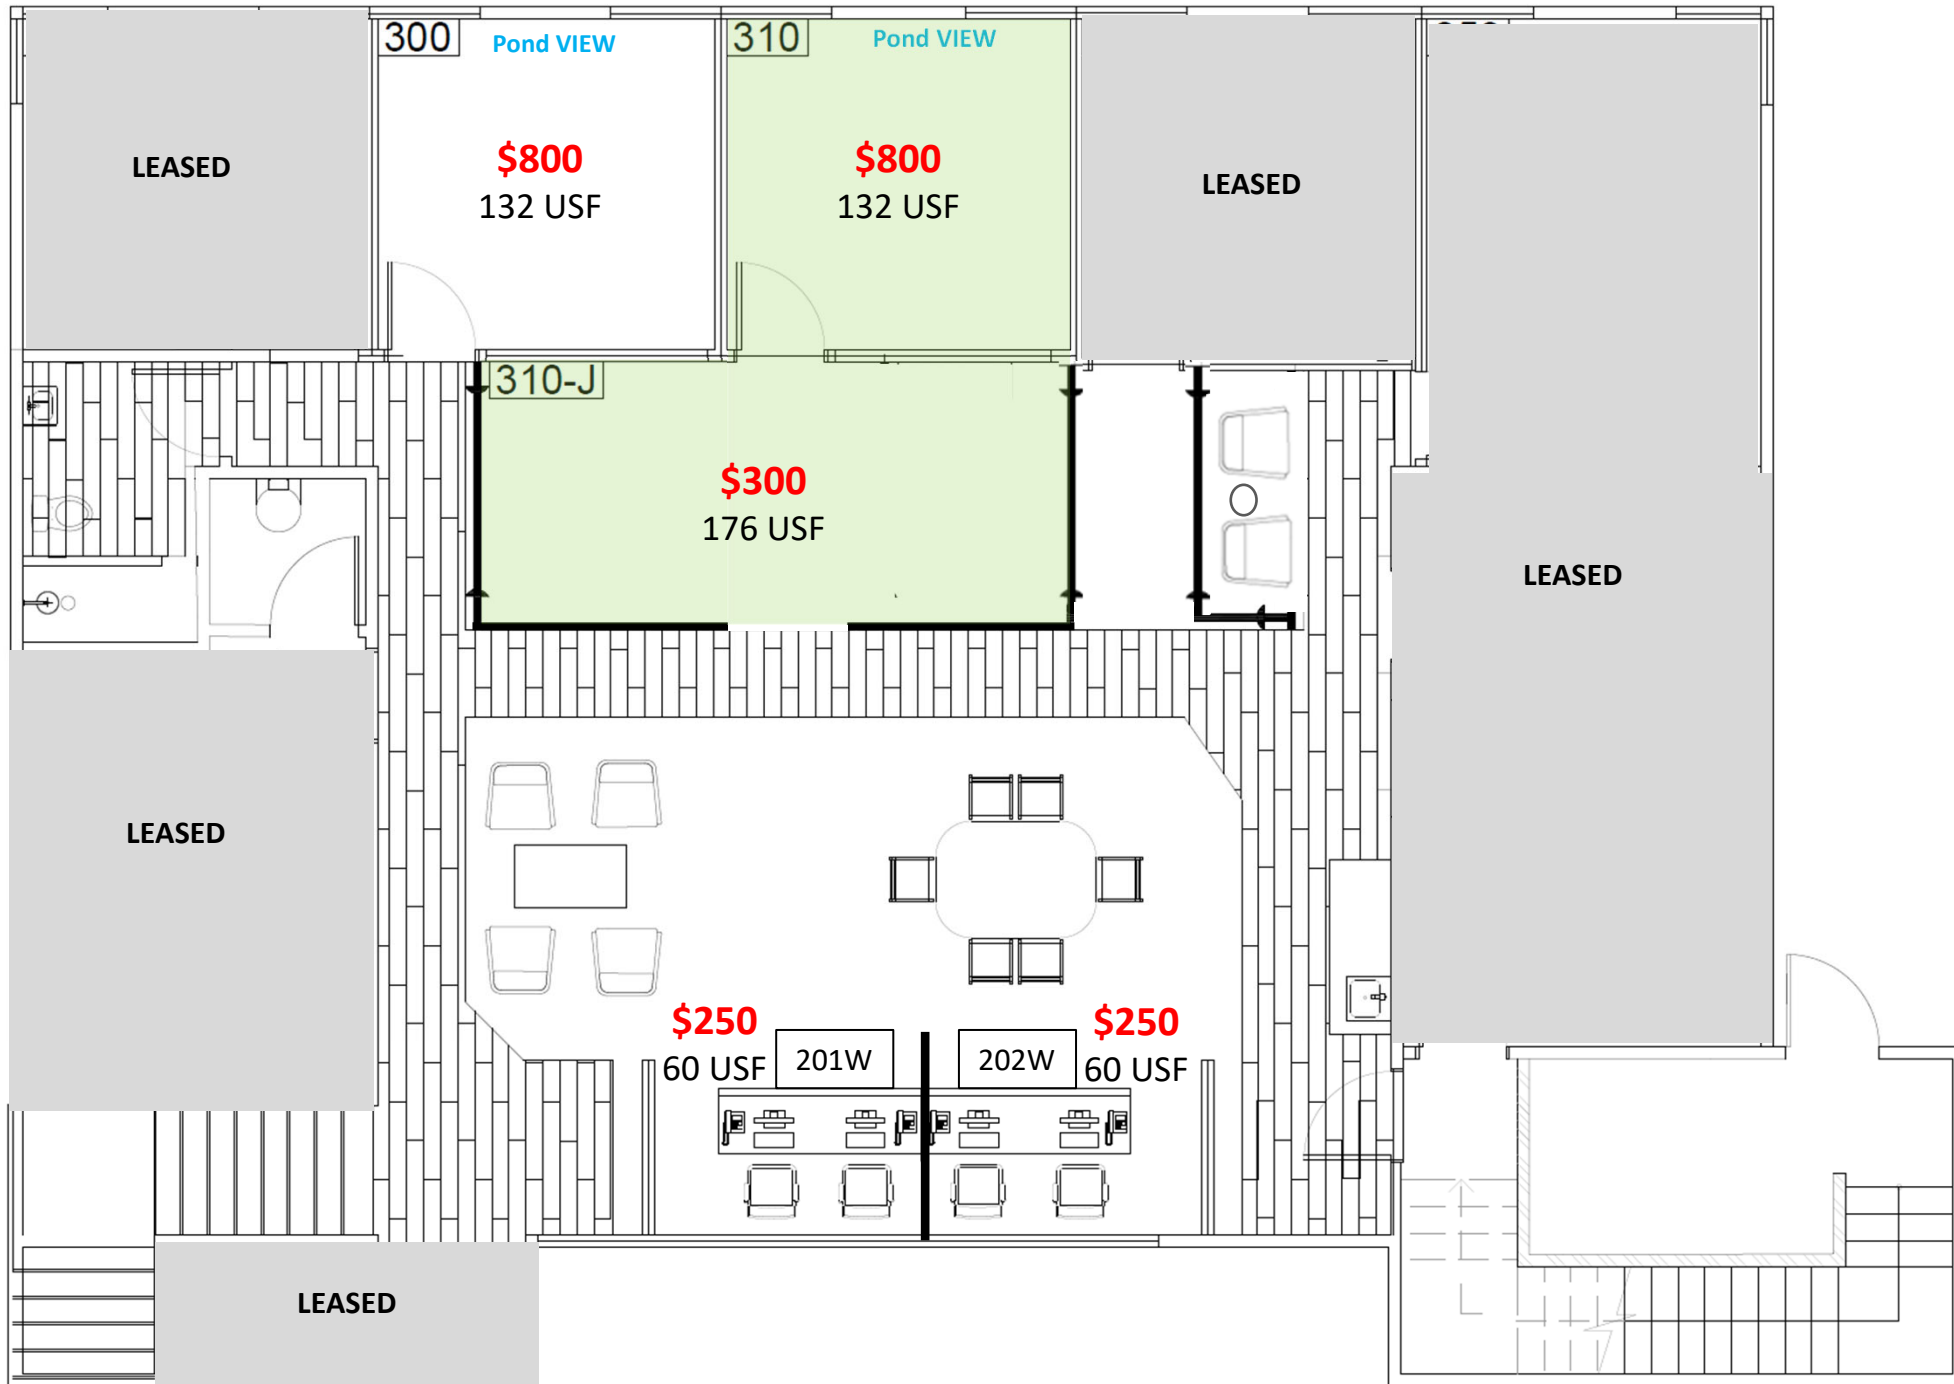 300
Pond VIEW
310
Pond VIEW
LEASED
$800
132 USF
$800
132 USF
LEASED
310-J
$300
176 USF
LEASED
LEASED
$250
60 USF
201W
202W
$250
60 USF
LEASED